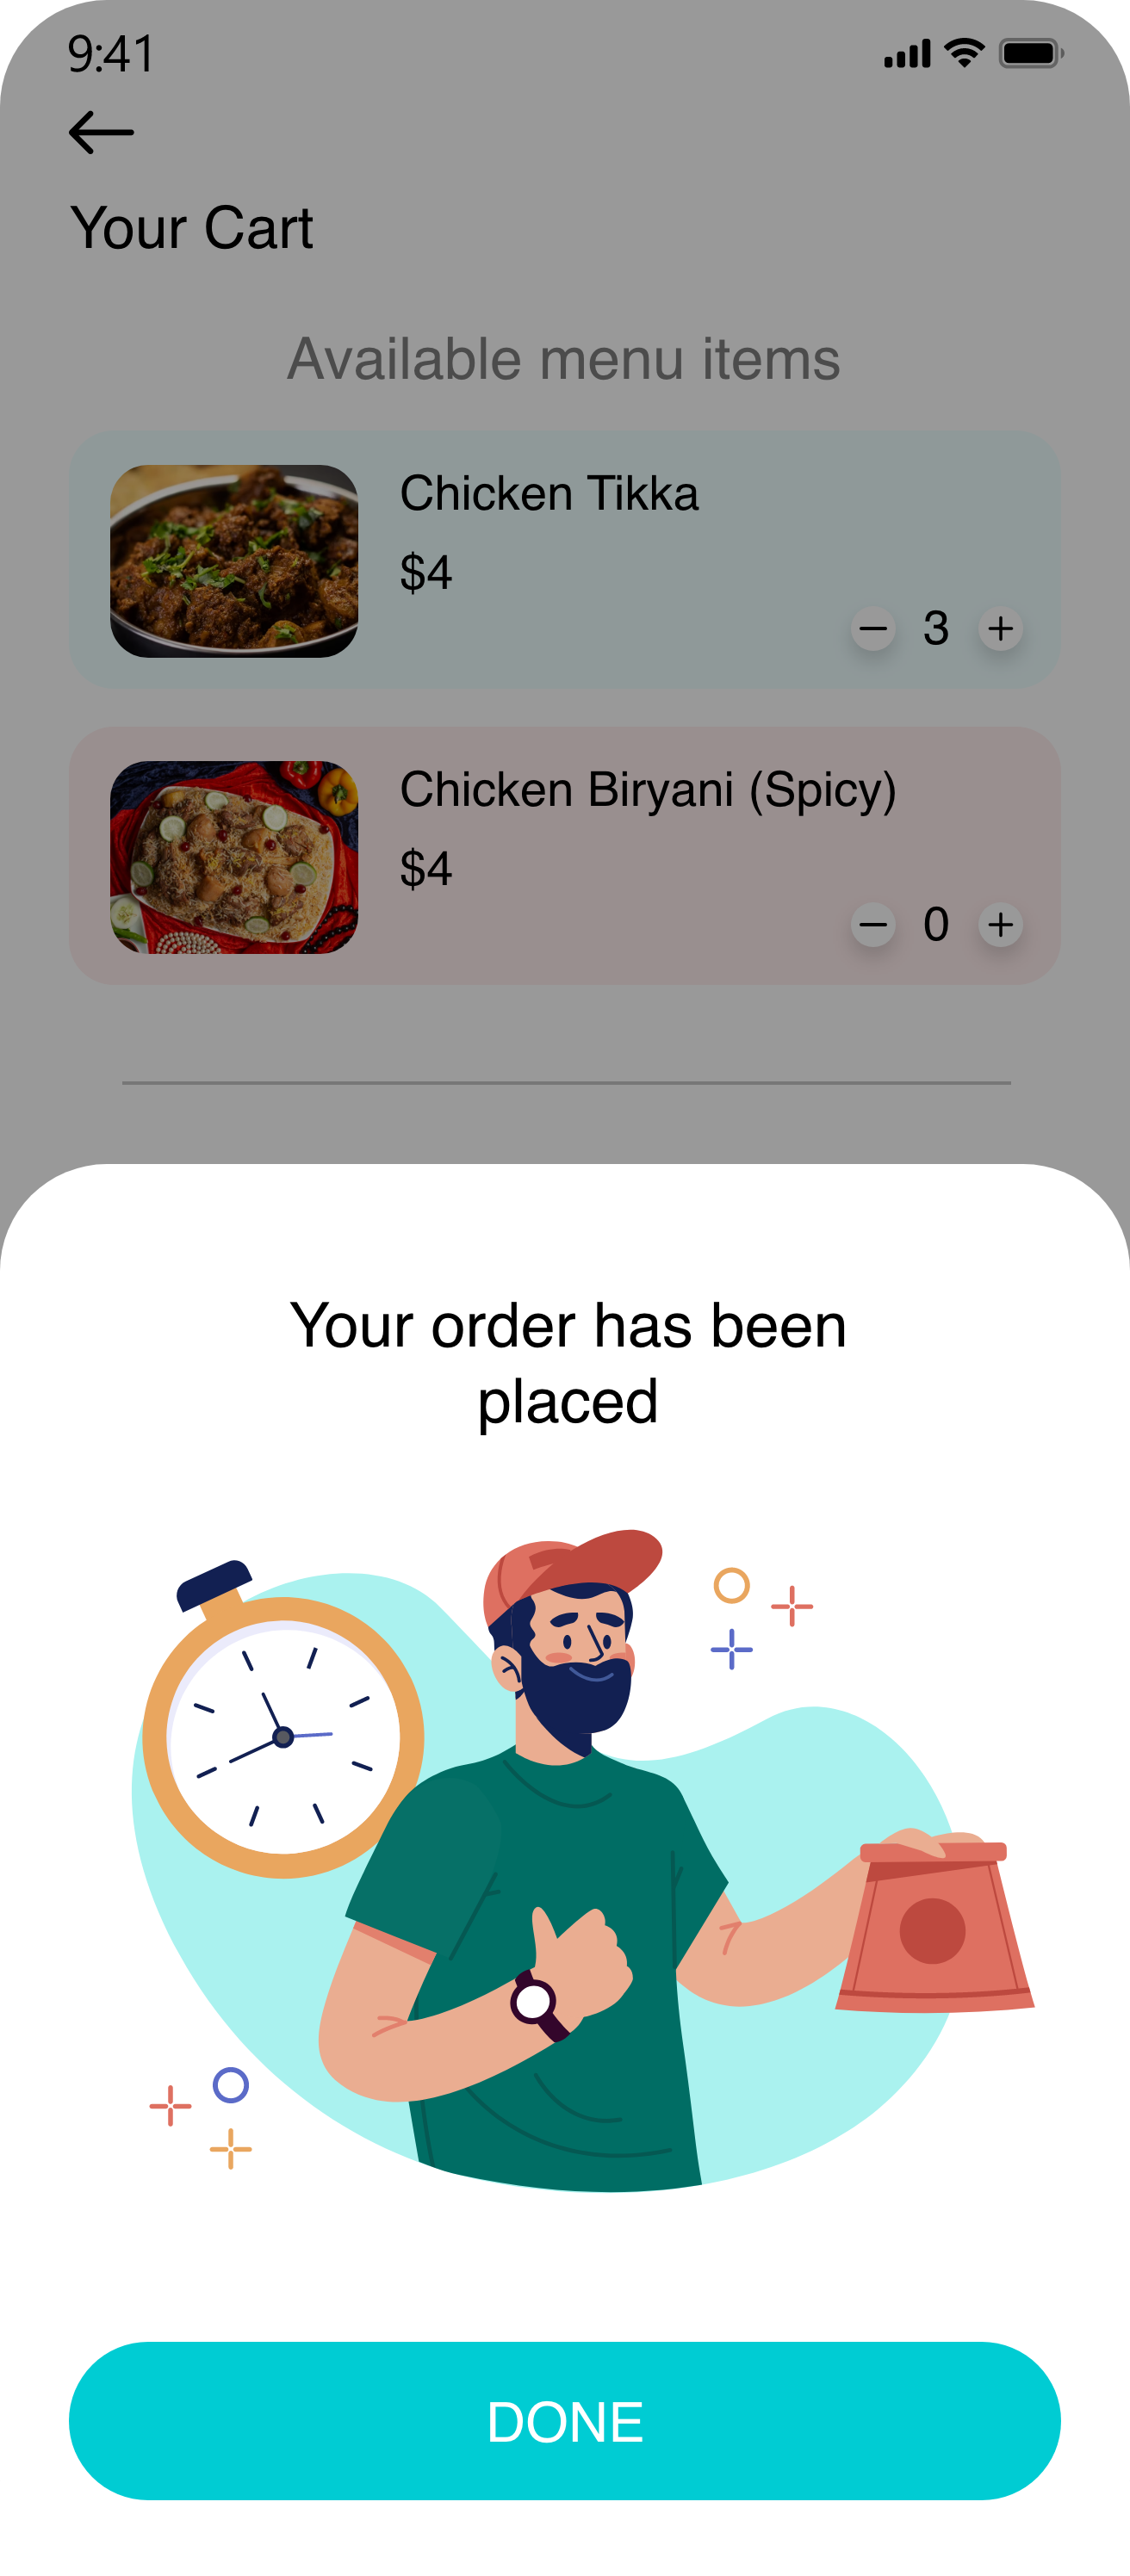 9:41
Your Cart
Available menu items
Chicken Tikka
$4
3
Chicken Biryani (Spicy)
$4
0
Your order has been
placed
DONE